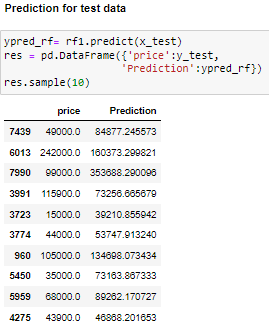 Prediction for test data
ypred_rf= rf1.predict(x_test)
res = pd.DataFrame({'price':y_test,
'Prediction':ypred_rf})
res.sample(10)
price Prediction
7439 49000.0 84877.245573
6013 242000.0 160373.299821
7990 99000.0 353688.290096
3991 115900.0 73256.665679
3723 15000.0 39210.855942
3774 44000.0 53747.913240
960 105000.0 134698.073434
5450 35000.0 73163.867333
5959 68000.0 89262.170727
4275 43900.0 46868.201653